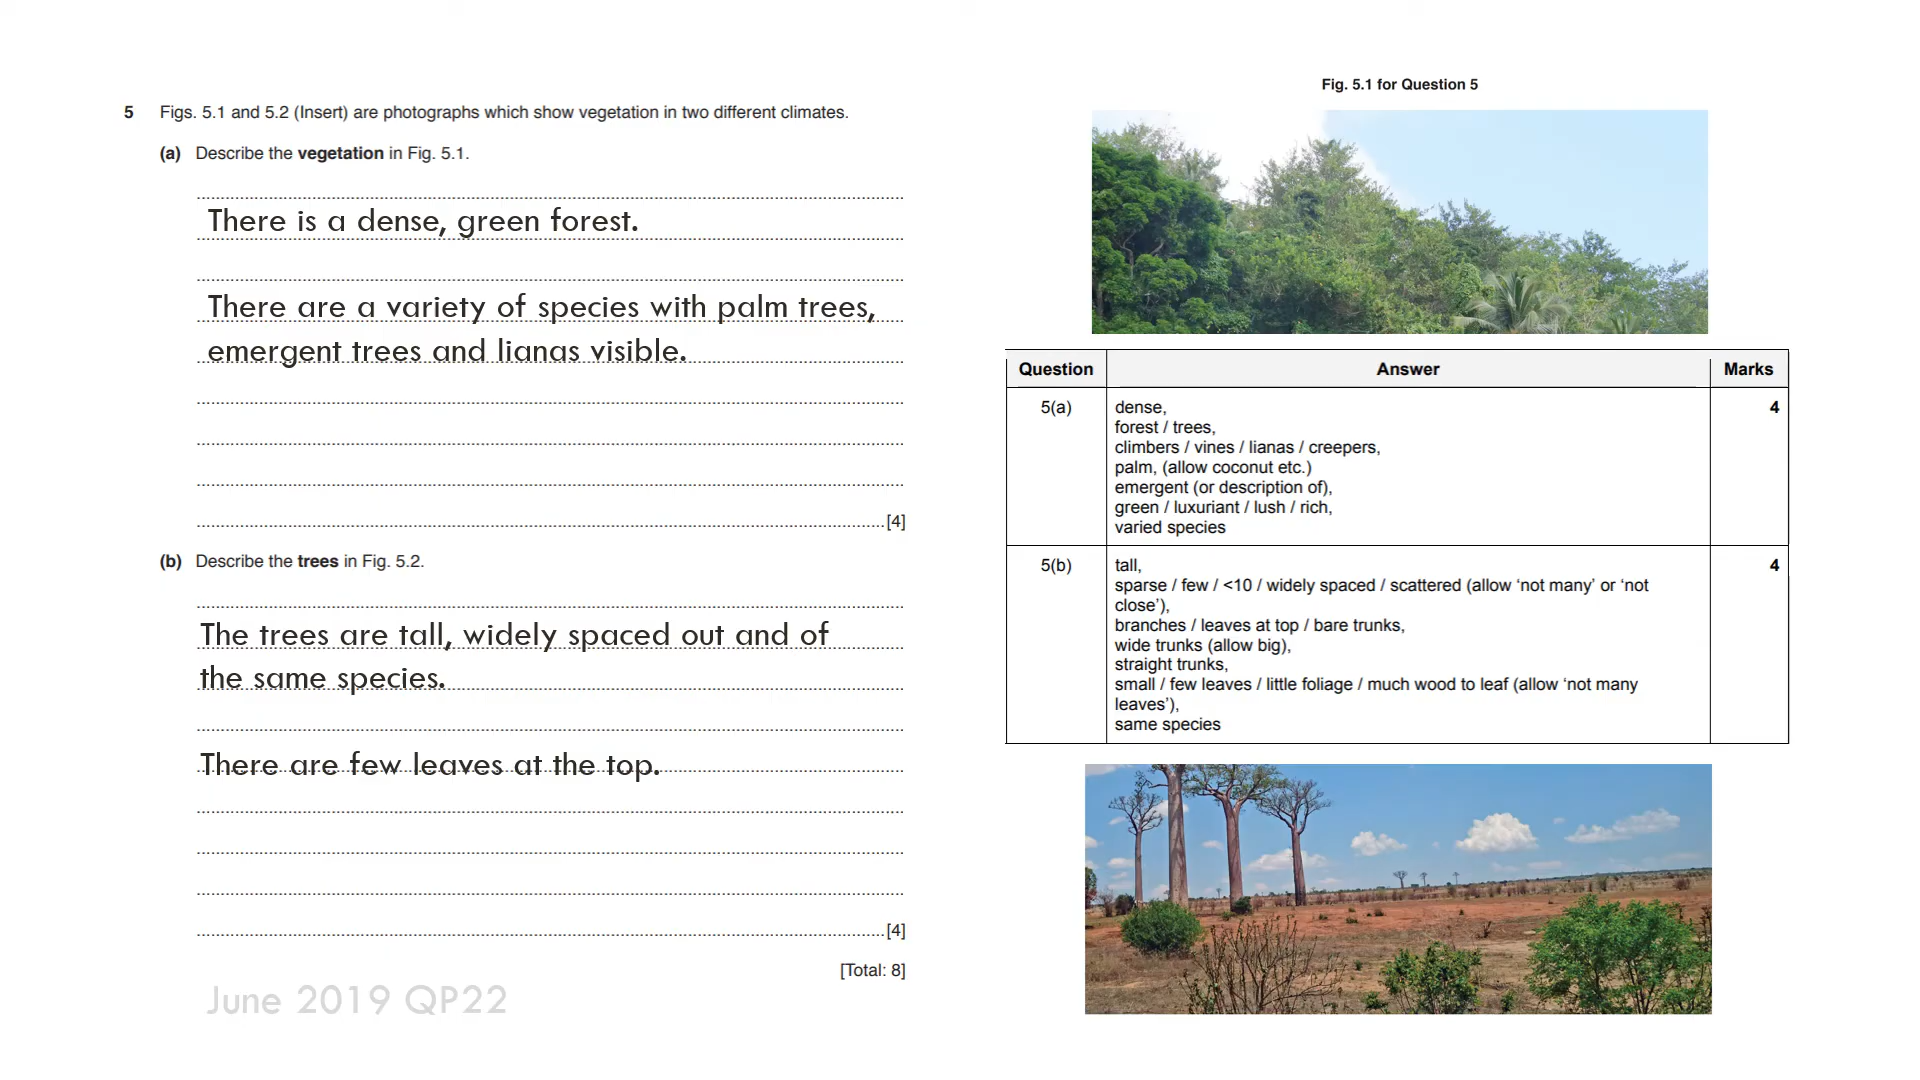 5 Figs. 5.1 and 5.2 (Insert) are photographs which show vegetation in two different climates.
(a) Describe the vegetation in Fig. 5.1.
There is a dense, green forest.
There are a variety of species with palm trees,
emergent trees and lianas visible.
[4]
(b) Describe the trees in Fig. 5.2.
The trees are tall, widely spaced out and of
the same species.
There are few leaves at the top.
[4]
[Total: 8]
June 2019 QP22
Fig. 5.1 for Question 5
Question Answer Marks
5(a) dense, 4
forest / trees,
climbers / vines / lianas / creepers,
palm, (allow coconut etc.)
emergent (or description of),
green / luxuriant / lush / rich,
varied species
5(b) tall, 4
sparse / few / <10 / widely spaced / scattered (allow ‘not many’ or ‘not
close’),
branches / leaves at top / bare trunks,
wide trunks (allow big),
straight trunks,
small / few leaves / little foliage / much wood to leaf (allow ‘not many
leaves’),
same species